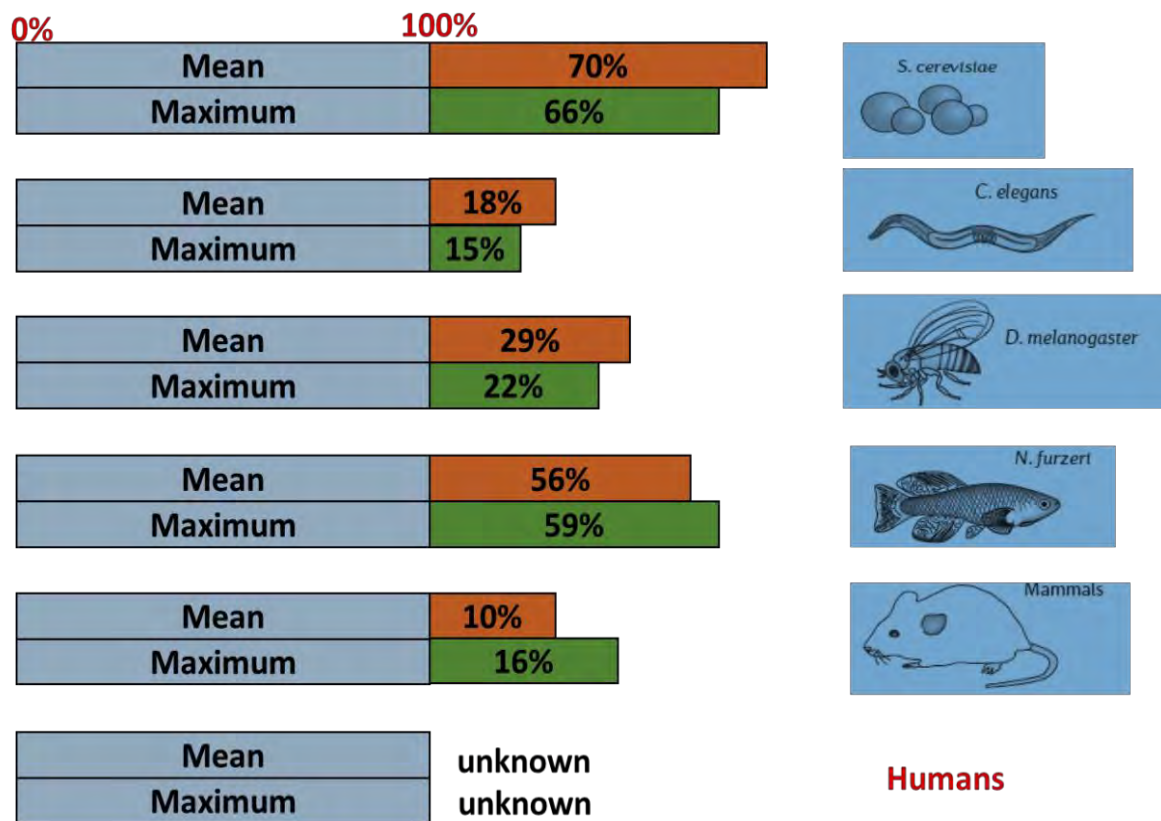 0%
100%
Mean
70%
Maximum
66%
S. cerevisiae
Mean
18%
Maximum
15%
C. elegans
Mean
29%
Maximum
22%
D. melanogaster
Mean
56%
Maximum
59%
N. furzeri
Mean
10%
Maximum
16%
Mammals
Mean
unknown
Maximum
unknown
Humans